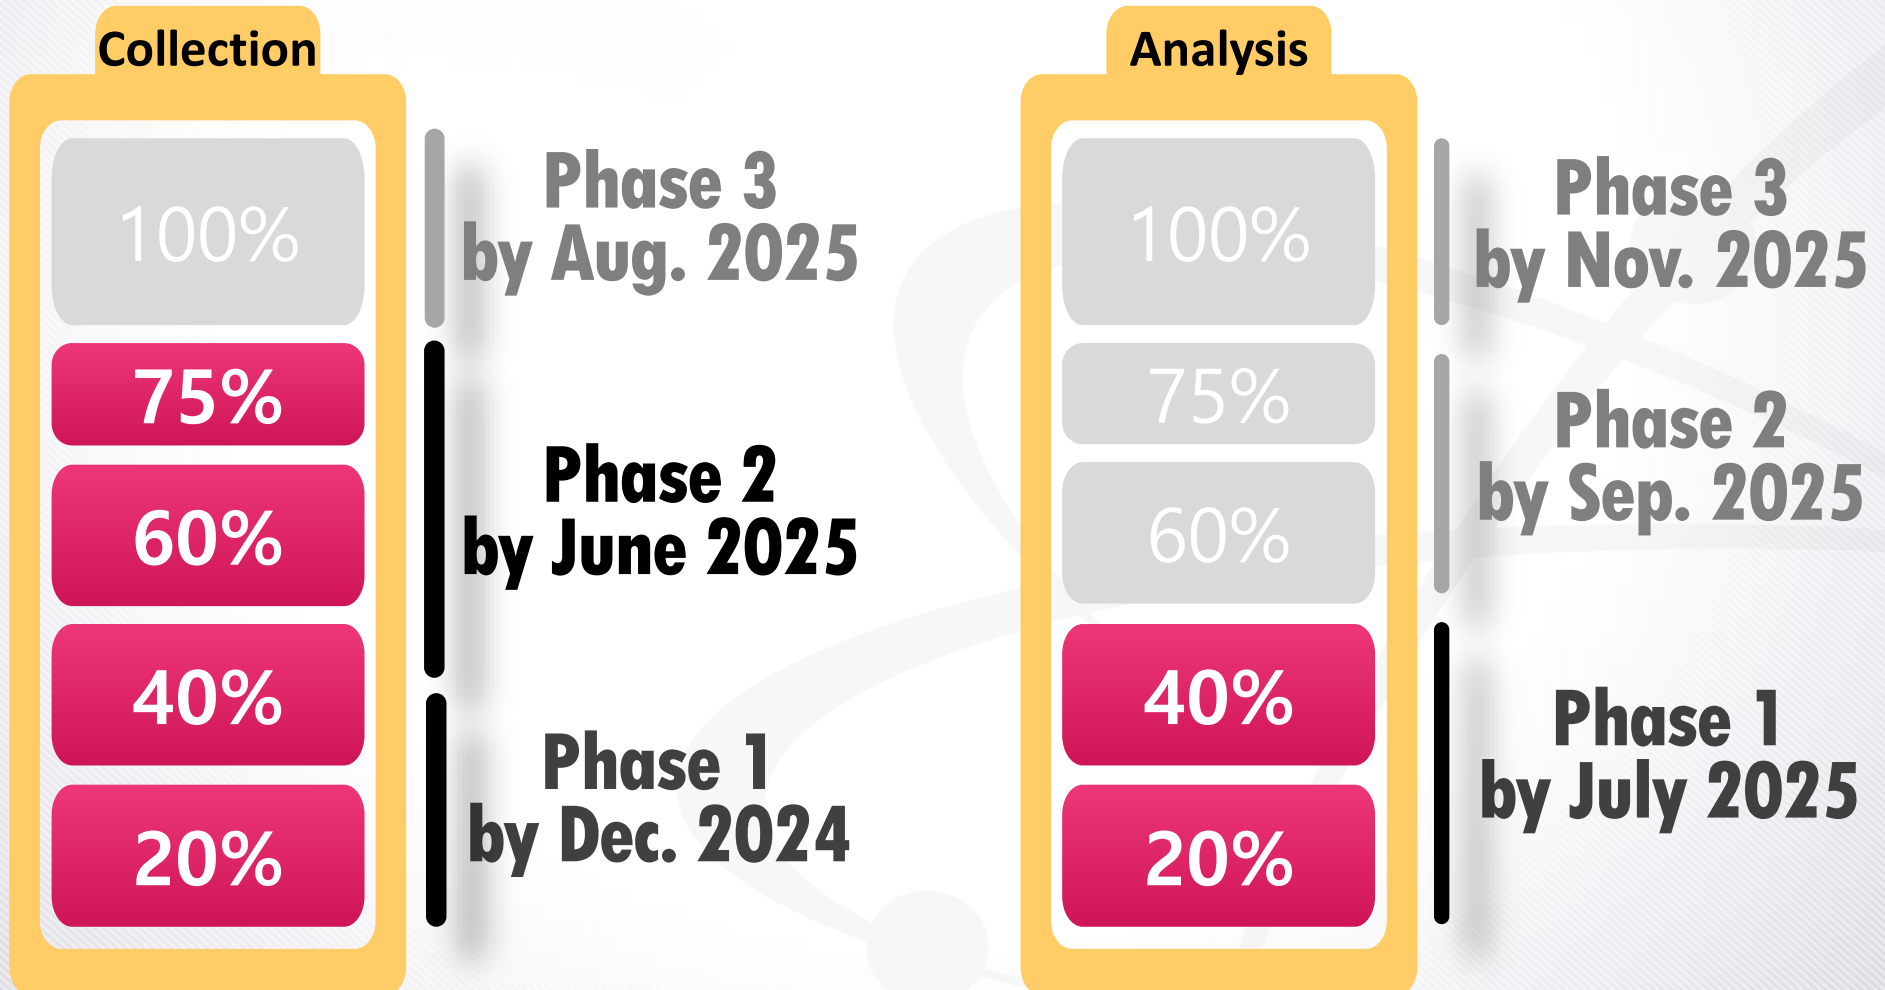 Collection
100%
75%
60%
40%
20%
Phase 3
by Aug. 2025
Phase 2
by June 2025
Phase 1
by Dec. 2024
Analysis
100%
75%
60%
40%
20%
Phase 3
by Nov. 2025
Phase 2
by Sep. 2025
Phase 1
by July 2025